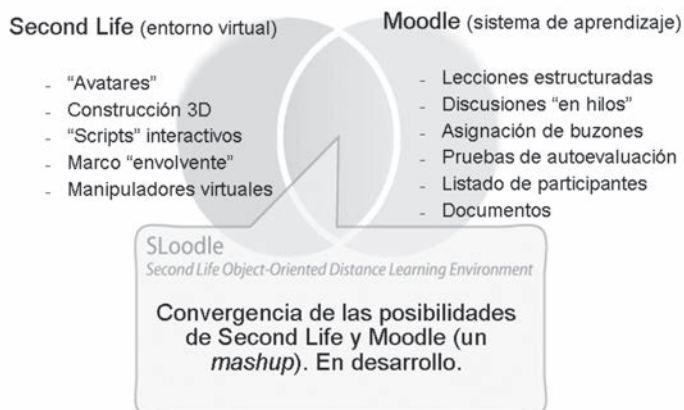 Second Life (entorno virtual)
- "Avatares"
- Construcción 3D
- "Scripts" interactivos
- Marco "envolvente"
- Manipuladores virtuales
Moodle (sistema de aprendizaje)
- Lecciones estructuradas
- Discusiones "en hilos"
- Asignación de buzones
- Pruebas de autoevaluación
- Listado de participantes
- Documentos
SLoodle
Second Life Object-Oriented Distance Learning Environment
Convergencia de las posibilidades
de Second Life y Moodle (un
mashup). En desarrollo.